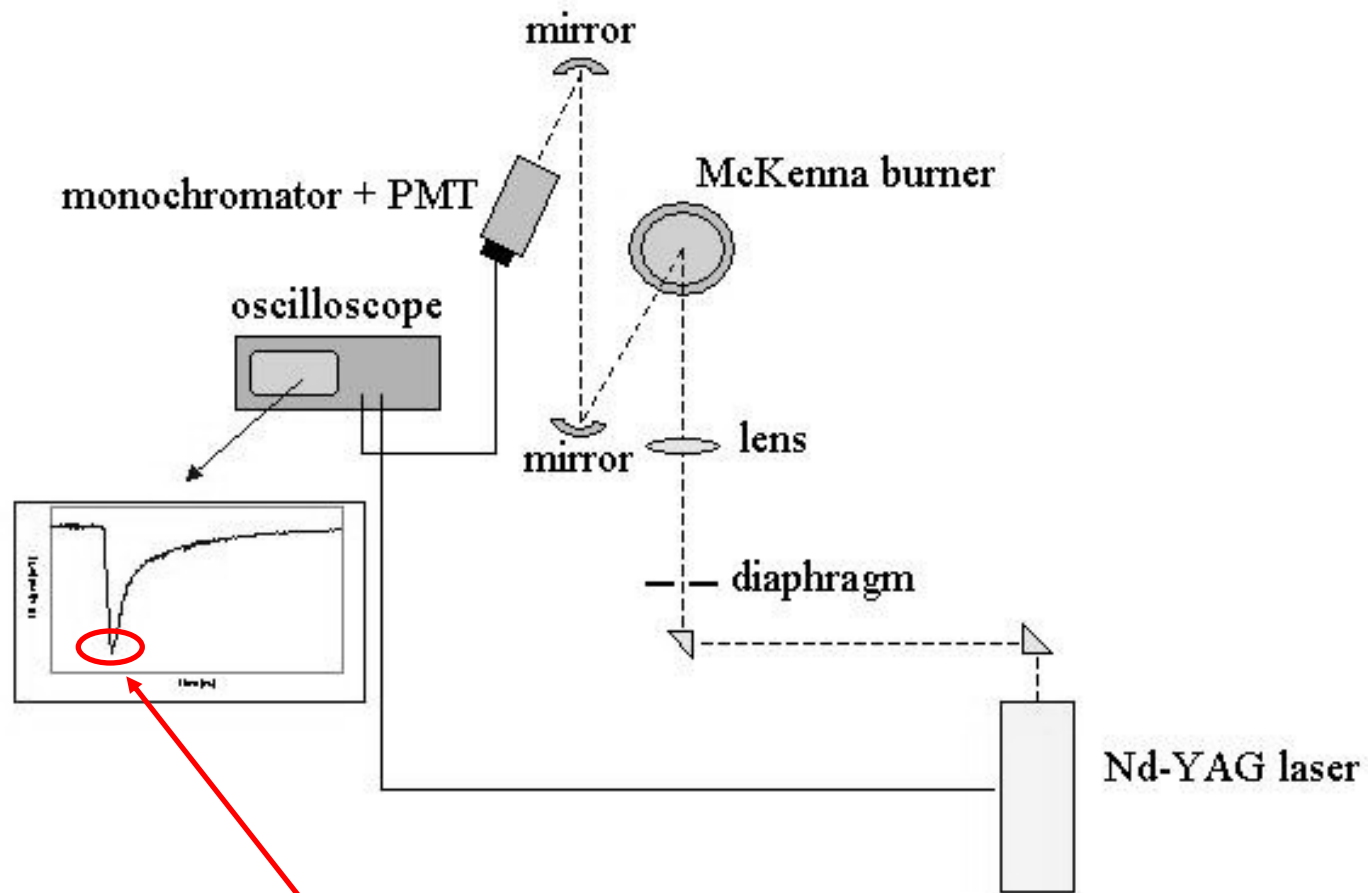 mirror
McKenna burner
monochromator + PMT
oscilloscope
lens
mirror
diaphragm
Nd-YAG laser